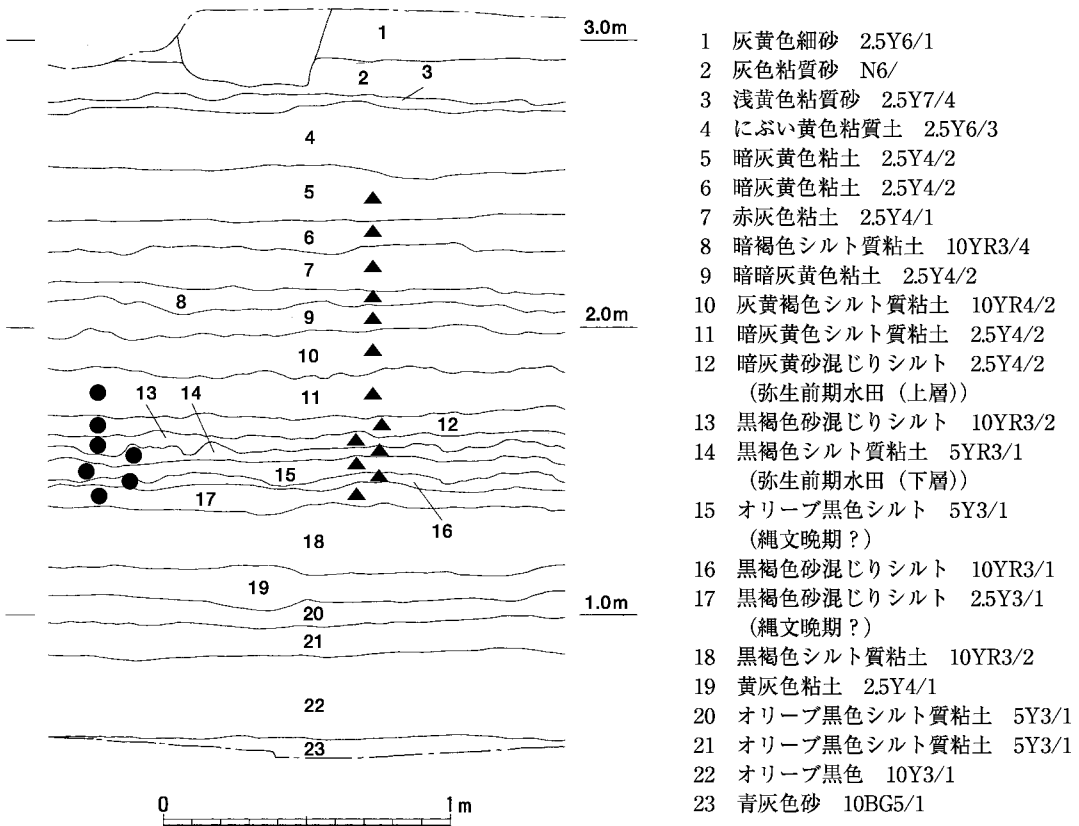 3.0m
1
2
3
4
5
6
7
8
2.0m
9
10
11
13
14
12
15
17
16
18
19
1.0m
20
21
22
23
0
1m
1 灰黄色細砂 2.5Y6/1
2 灰色粘質砂 N6/
3 浅黄色粘質砂 2.5Y7/4
4 にぶい黄色粘質土 2.5Y6/3
5 暗灰黄色粘土 2.5Y4/2
6 暗灰黄色粘土 2.5Y4/2
7 赤灰色粘土 2.5Y4/1
8 暗褐色シルト質粘土 10YR3/4
9 暗暗灰黄色粘土 2.5Y4/2
10 灰黄褐色シルト質粘土 10YR4/2
11 暗灰黄色シルト質粘土 2.5Y4/2
12 暗灰黄砂混じりシルト 2.5Y4/2
(弥生前期水田(上層))
13 黒褐色砂混じりシルト 10YR3/2
14 黒褐色シルト質粘土 5YR3/1
(弥生前期水田(下層))
15 オリーブ黒色シルト 5Y3/1
(縄文晩期?)
16 黒褐色砂混じりシルト 10YR3/1
17 黒褐色砂混じりシルト 2.5Y3/1
(縄文晩期?)
18 黒褐色シルト質粘土 10YR3/2
19 黄灰色粘土 2.5Y4/1
20 オリーブ黒色シルト質粘土 5Y3/1
21 オリーブ黒色シルト質粘土 5Y3/1
22 オリーブ黒色 10Y3/1
23 青灰色砂 10BG5/1